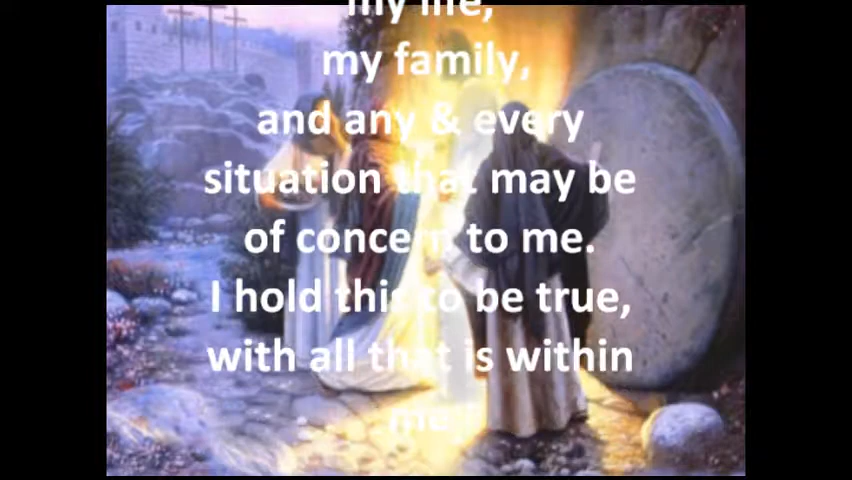 my life,
my family,
and any & every
situation that may be
of concern to me.
I hold this to be true,
with all that is within
me